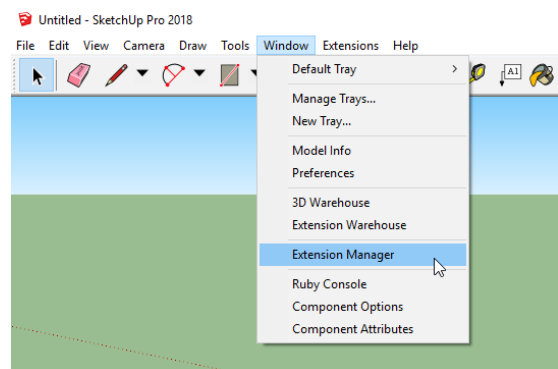 Untitled - SketchUp Pro 2018
File Edit View Camera Draw Tools Window Extensions Help
A1
Default Tray
Manage Trays...
New Tray...
Model Info
Preferences
3D Warehouse
Extension Warehouse
Extension Manager
Ruby Console
Component Options
Component Attributes